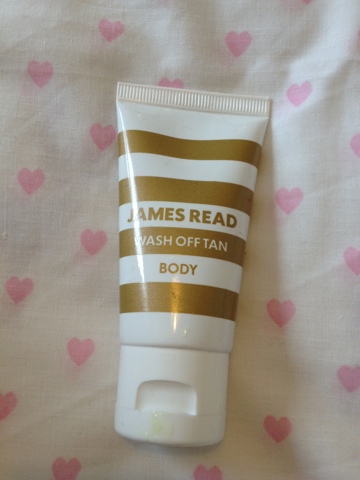 JAMES READ
WASH OFF TAN
BODY